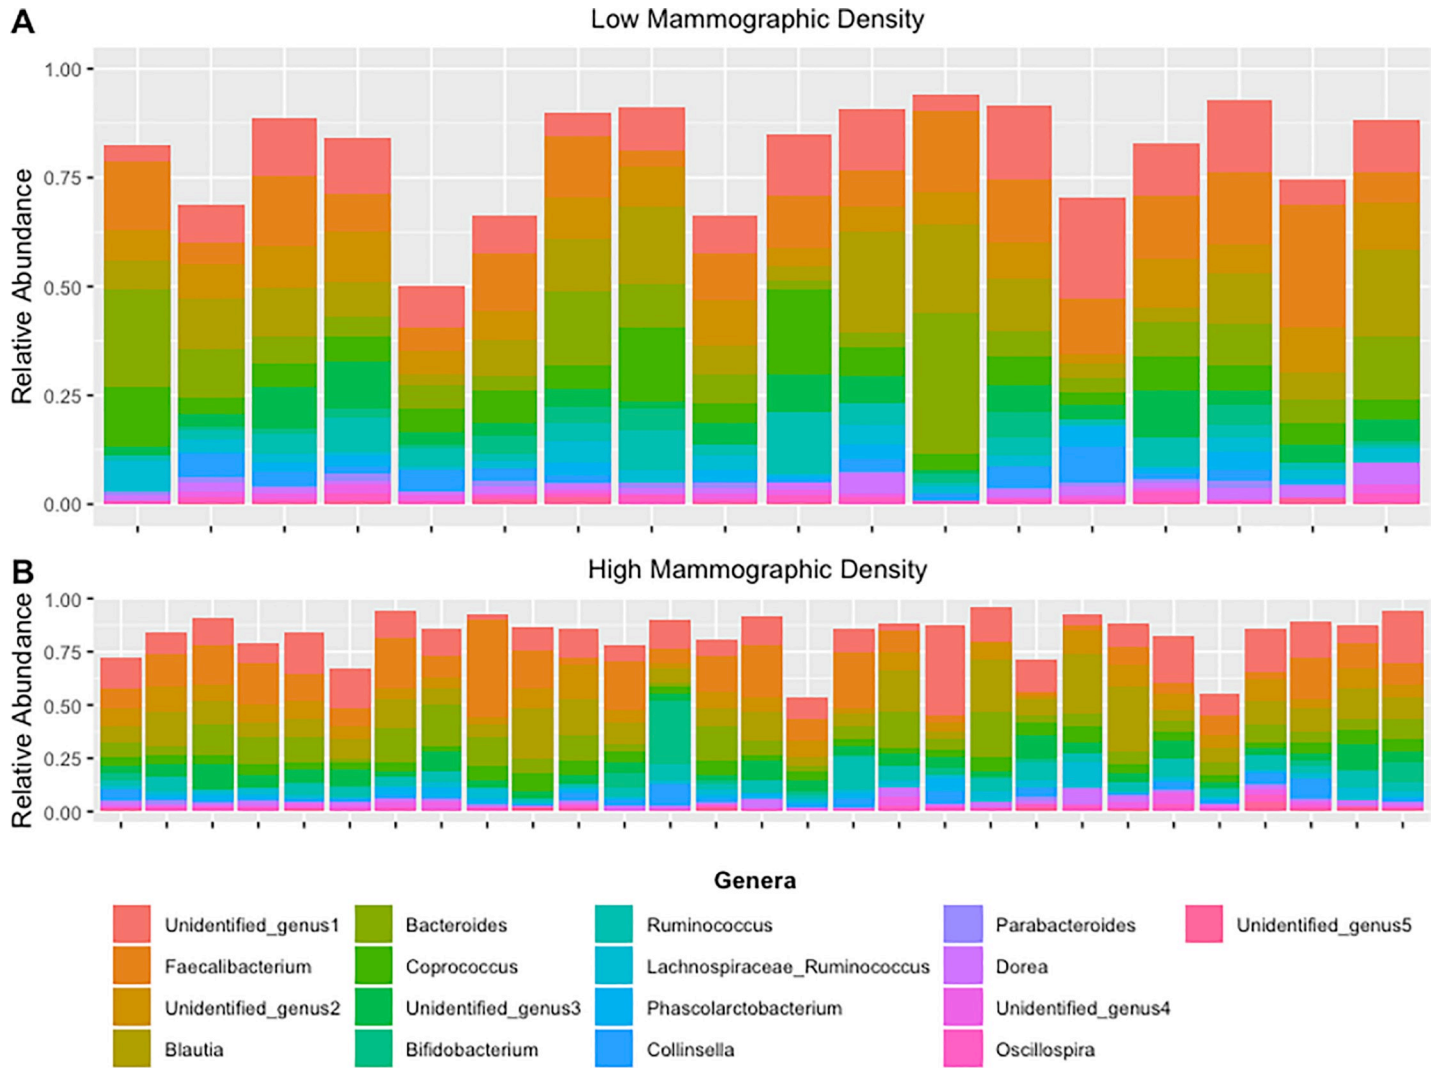 A
Low Mammographic Density
Relative Abundance
1.00
0.75
0.50
0.25
0.00
B
High Mammographic Density
Relative Abundance
1.00
0.75
0.50
0.25
0.00
Genera
Unidentified_genus1
Faecalibacterium
Unidentified_genus2
Blautia
Bacteroides
Coprococcus
Unidentified_genus3
Bifidobacterium
Ruminococcus
Lachnospiraceae_Ruminococcus
Phascolarctobacterium
Collinsella
Parabacteroides
Dorea
Unidentified_genus4
Oscillospira
Unidentified_genus5